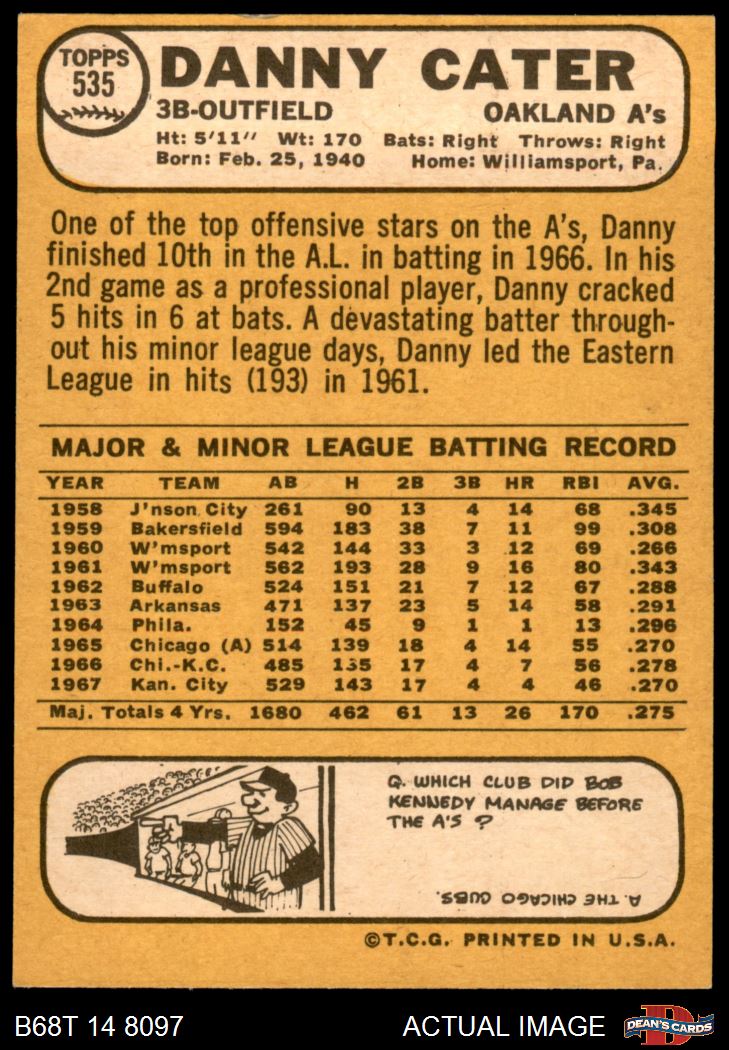 TOPPS
535
DANNY CATER
3B-OUTFIELD OAKLAND A's
Ht: 5'11" Wt: 170 Bats: Right Throws: Right
Born: Feb. 25, 1940 Home: Williamsport, Pa.
One of the top offensive stars on the A's, Danny
finished 10th in the A.L. in batting in 1966. In his
2nd game as a professional player, Danny cracked
5 hits in 6 at bats. A devastating batter through-
out his minor league days, Danny led the Eastern
League in hits (193) in 1961.
MAJOR & MINOR LEAGUE BATTING RECORD
YEAR TEAM AB H 2B 3B HR RBI AVG.
1958 J'nson City 261 90 13 4 14 68 .345
1959 Bakersfield 594 183 38 7 11 99 .308
1960 W'msport 542 144 33 3 12 69 .266
1961 W'msport 562 193 28 9 16 80 .343
1962 Buffalo 524 151 21 7 12 67 .288
1963 Arkansas 471 137 23 5 14 58 .291
1964 Phila. 152 45 9 1 1 13 .296
1965 Chicago (A) 514 139 18 4 14 55 .270
1966 Chi.-K.C. 485 135 17 4 7 56 .278
1967 Kan. City 529 143 17 4 4 46 .270
Maj. Totals 4 Yrs. 1680 462 61 13 26 170 .275
Q. WHICH CLUB DID BOB
KENNEDY MANAGE BEFORE
THE A'S ?
A. THE CHICAGO CUBS.
©T.C.G. PRINTED IN U.S.A.
B68T 14 8097 ACTUAL IMAGE
D
DEAN'S CARDS